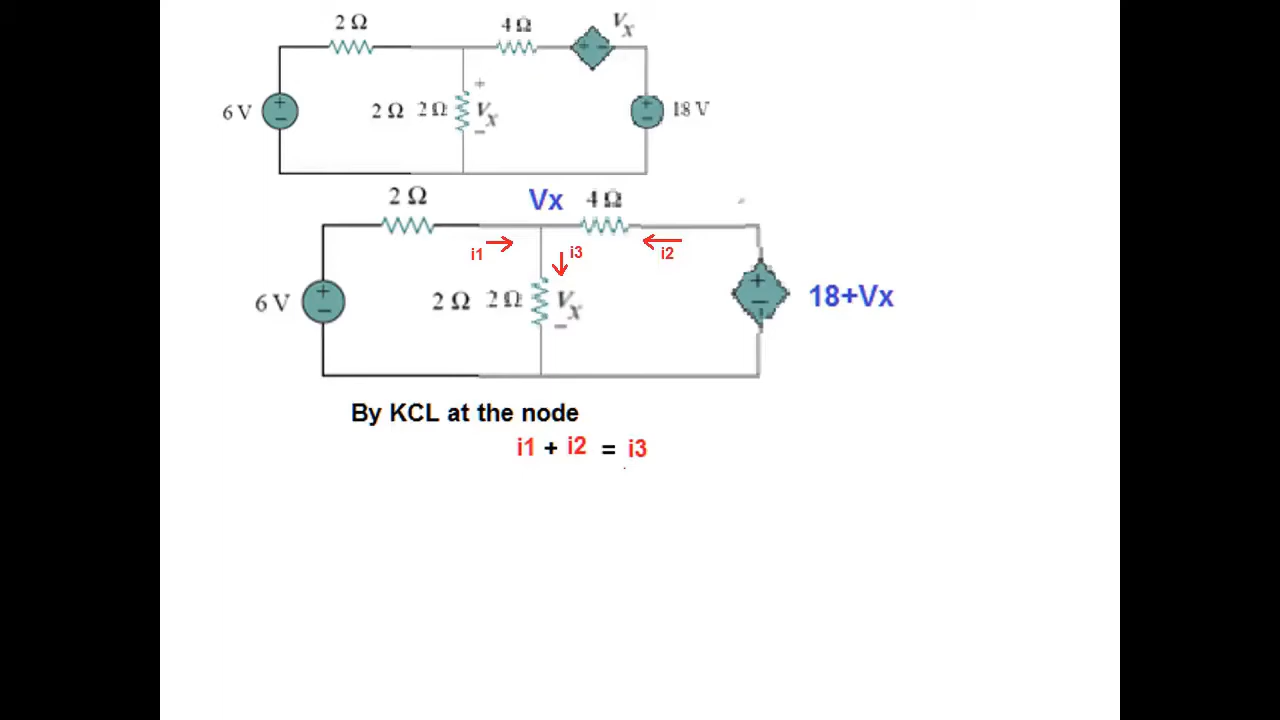 2 Ω 4 Ω Vx
+
6 V + − 2 Ω 2 Ω Vx + − 18 V
−
2 Ω Vx 4 Ω
i1 i3 i2
6 V + − 2 Ω 2 Ω Vx + − 18+Vx
−
By KCL at the node
i1 + i2 = i3